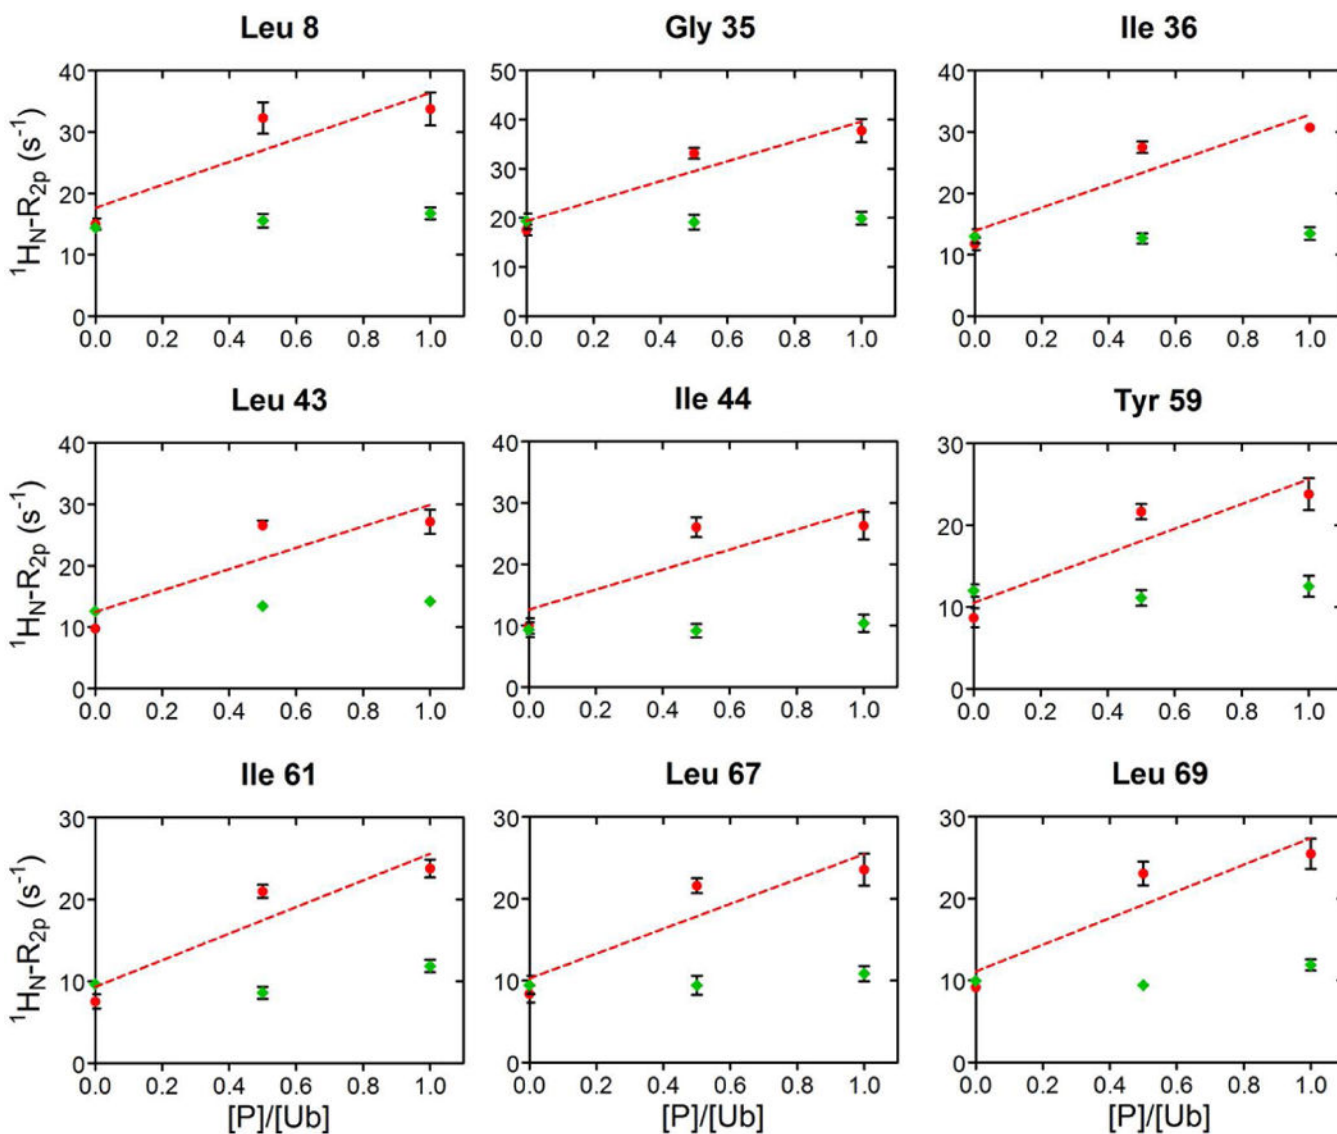 Leu 8 Gly 35 Ile 36
¹H_N-R_2p (s⁻¹)
40 50 40
30 40 30
20 30 20
10 20 10
0 10 0
0
0.0 0.2 0.4 0.6 0.8 1.0 0.0 0.2 0.4 0.6 0.8 1.0 0.0 0.2 0.4 0.6 0.8 1.0
Leu 43 Ile 44 Tyr 59
¹H_N-R_2p (s⁻¹)
40 40 30
30 30 20
20 20 10
10 10 0
0 0
0.0 0.2 0.4 0.6 0.8 1.0 0.0 0.2 0.4 0.6 0.8 1.0 0.0 0.2 0.4 0.6 0.8 1.0
Ile 61 Leu 67 Leu 69
¹H_N-R_2p (s⁻¹)
30 30 30
20 20 20
10 10 10
0 0 0
0.0 0.2 0.4 0.6 0.8 1.0 0.0 0.2 0.4 0.6 0.8 1.0 0.0 0.2 0.4 0.6 0.8 1.0
[P]/[Ub] [P]/[Ub] [P]/[Ub]